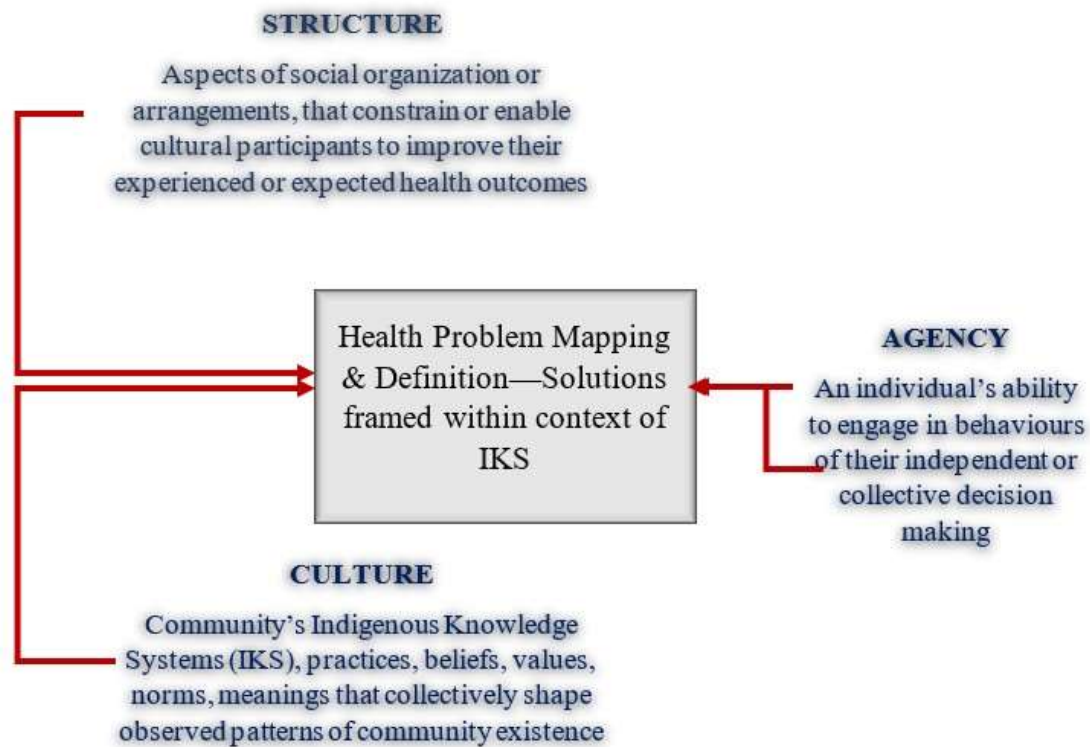 STRUCTURE
Aspects of social organization or
arrangements, that constrain or enable
cultural participants to improve their
experienced or expected health outcomes
Health Problem Mapping
& Definition—Solutions
framed within context of
IKS
AGENCY
An individual’s ability
to engage in behaviours
of their independent or
collective decision
making
CULTURE
Community’s Indigenous Knowledge
Systems (IKS), practices, beliefs, values,
norms, meanings that collectively shape
observed patterns of community existence